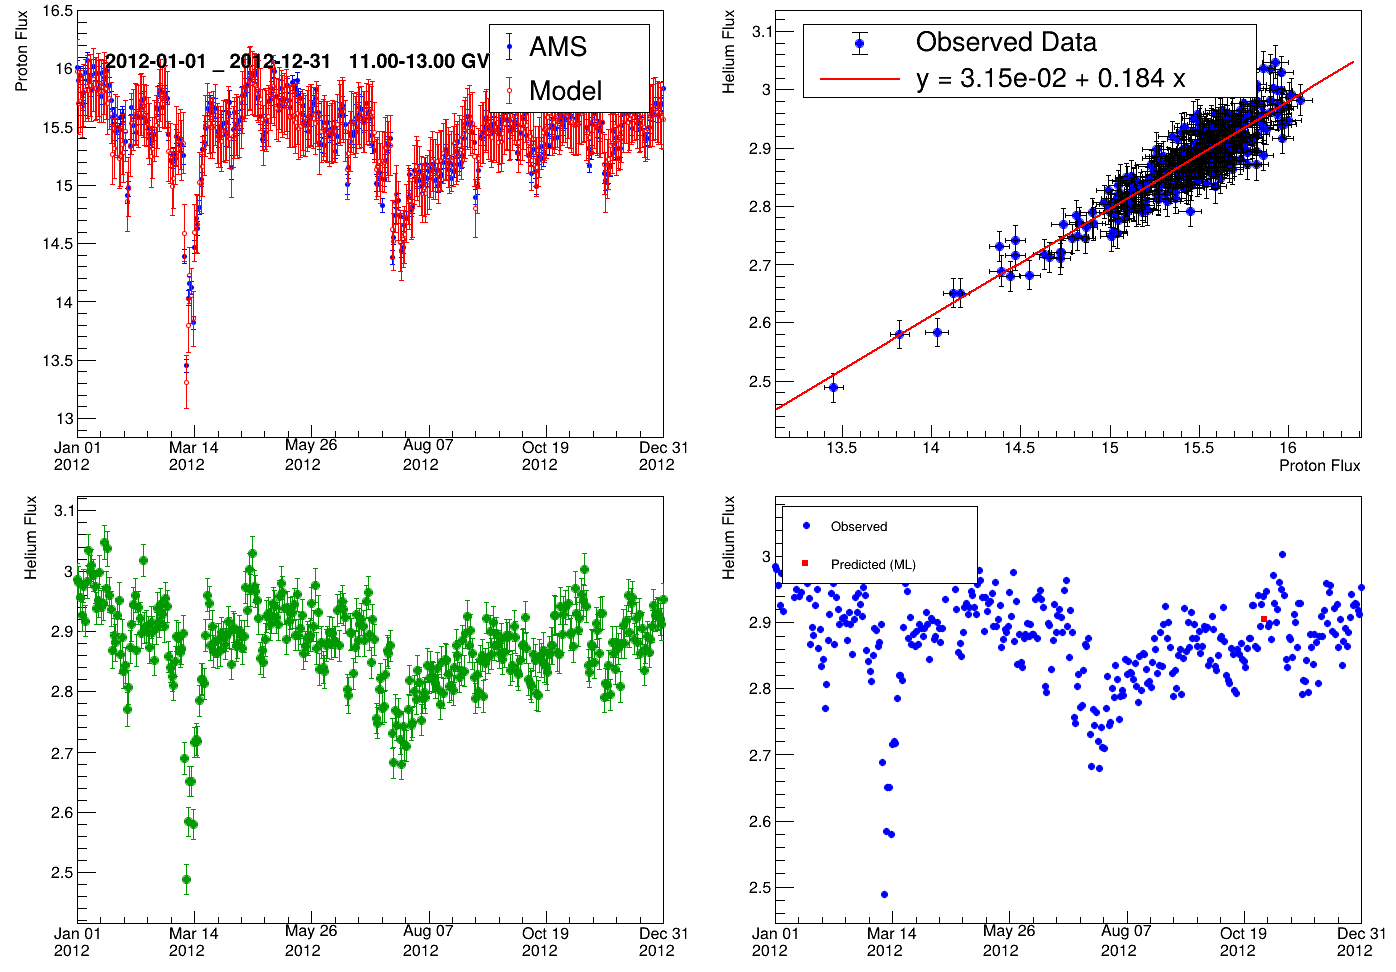 Proton Flux
16.5
16
15.5
15
14.5
14
13.5
13
2012-01-01 _ 2012-12-31 11.00-13.00 GV
AMS
Model
Jan 01
2012
Mar 14
2012
May 26
2012
Aug 07
2012
Oct 19
2012
Dec 31
2012
Helium Flux
3.1
3
2.9
2.8
2.7
2.6
2.5
Observed Data
y = 3.15e-02 + 0.184 x
13.5
14
14.5
15
15.5
16
Proton Flux
Helium Flux
3.1
3
2.9
2.8
2.7
2.6
2.5
Jan 01
2012
Mar 14
2012
May 26
2012
Aug 07
2012
Oct 19
2012
Dec 31
2012
Helium Flux
3
2.9
2.8
2.7
2.6
2.5
Observed
Predicted (ML)
Jan 01
2012
Mar 14
2012
May 26
2012
Aug 07
2012
Oct 19
2012
Dec 31
2012